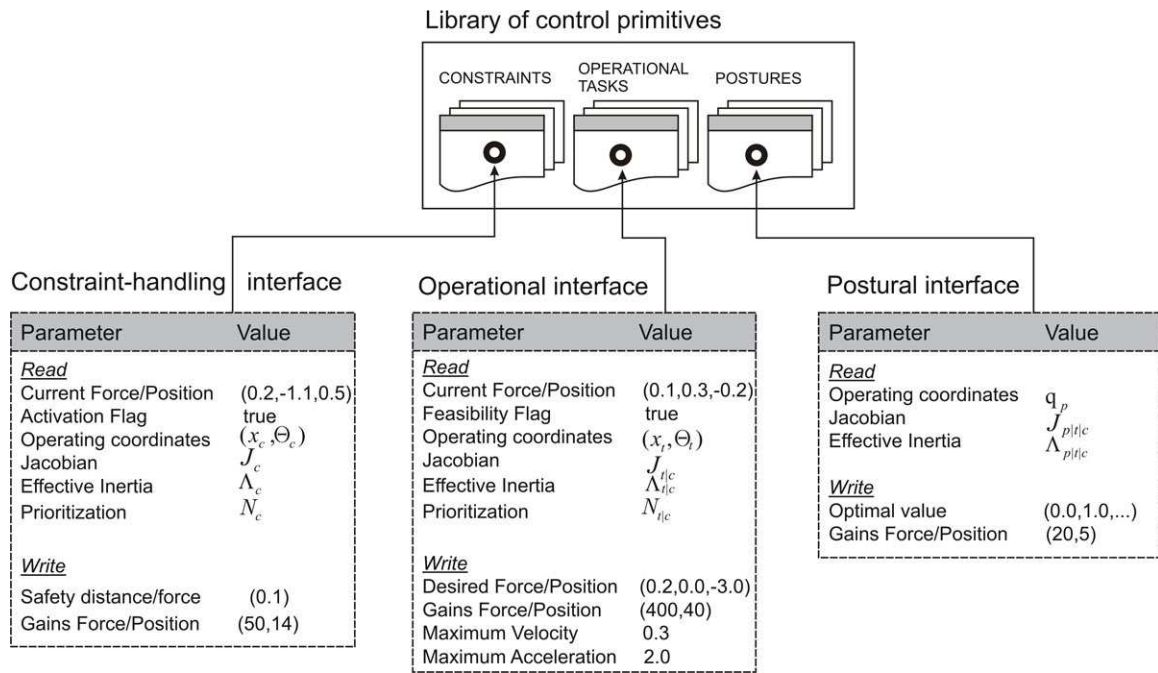 Library of control primitives
CONSTRAINTS
OPERATIONAL
TASKS
POSTURES
Constraint-handling interface
Parameter Value
Read
Current Force/Position (0.2,-1.1,0.5)
Activation Flag true
Operating coordinates (x_c,Θ_c)
Jacobian J_c
Effective Inertia Λ_c
Prioritization N_c
Write
Safety distance/force (0.1)
Gains Force/Position (50,14)
Operational interface
Parameter Value
Read
Current Force/Position (0.1,0.3,-0.2)
Feasibility Flag true
Operating coordinates (x_t,Θ_t)
Jacobian J_{t|c}
Effective Inertia Λ_{t|c}
Prioritization N_{t|c}
Write
Desired Force/Position (0.2,0.0,-3.0)
Gains Force/Position (400,40)
Maximum Velocity 0.3
Maximum Acceleration 2.0
Postural interface
Parameter Value
Read
Operating coordinates q_p
Jacobian J_{p|t|c}
Effective Inertia Λ_{p|t|c}
Write
Optimal value (0.0,1.0,...)
Gains Force/Position (20,5)